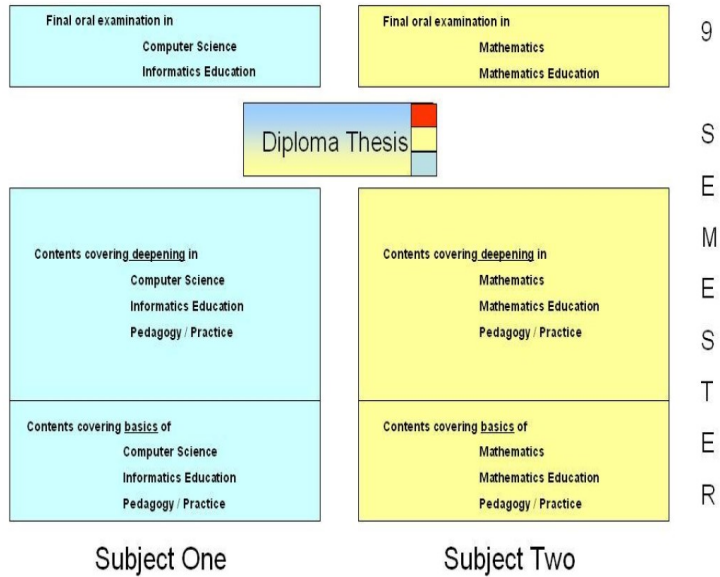 Final oral examination in
Computer Science
Informatics Education
Final oral examination in
Mathematics
Mathematics Education
Diploma Thesis
Contents covering deepening in
Computer Science
Informatics Education
Pedagogy / Practice
Contents covering deepening in
Mathematics
Mathematics Education
Pedagogy / Practice
Contents covering basics of
Computer Science
Informatics Education
Pedagogy / Practice
Contents covering basics of
Mathematics
Mathematics Education
Pedagogy / Practice
Subject One
Subject Two
9
S
E
M
E
S
T
E
R